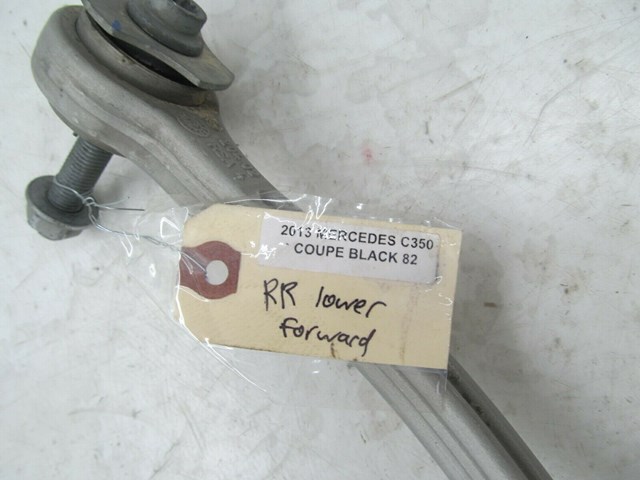 2013 MERCEDES C350
COUPE BLACK 82
RR lower
forward